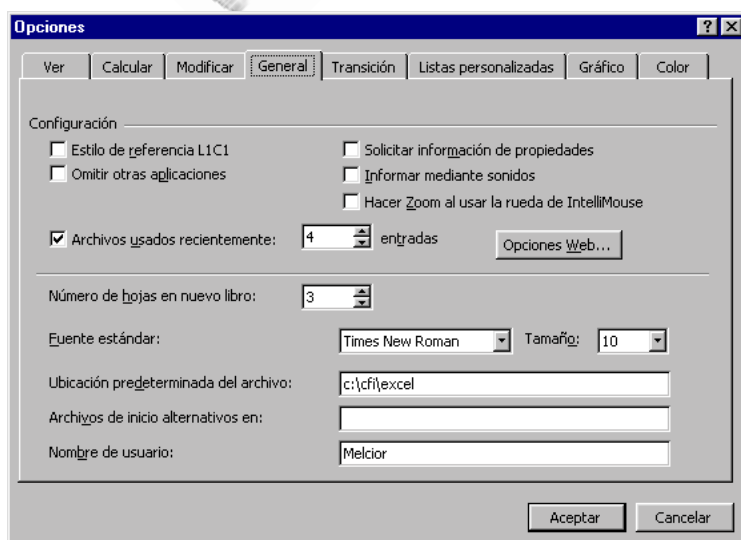 Opciones
Ver Calcular Modificar General Transición Listas personalizadas Gráfico Color
Configuración
Estilo de referencia L1C1 Solicitar información de propiedades
Omitir otras aplicaciones Informar mediante sonidos
Hacer Zoom al usar la rueda de IntelliMouse
Archivos usados recientemente: 4 entradas Opciones Web...
Número de hojas en nuevo libro: 3
Fuente estándar: Times New Roman Tamaño: 10
Ubicación predeterminada del archivo: c:\cfi\excel
Archivos de inicio alternativos en:
Nombre de usuario: Melcior
Aceptar Cancelar